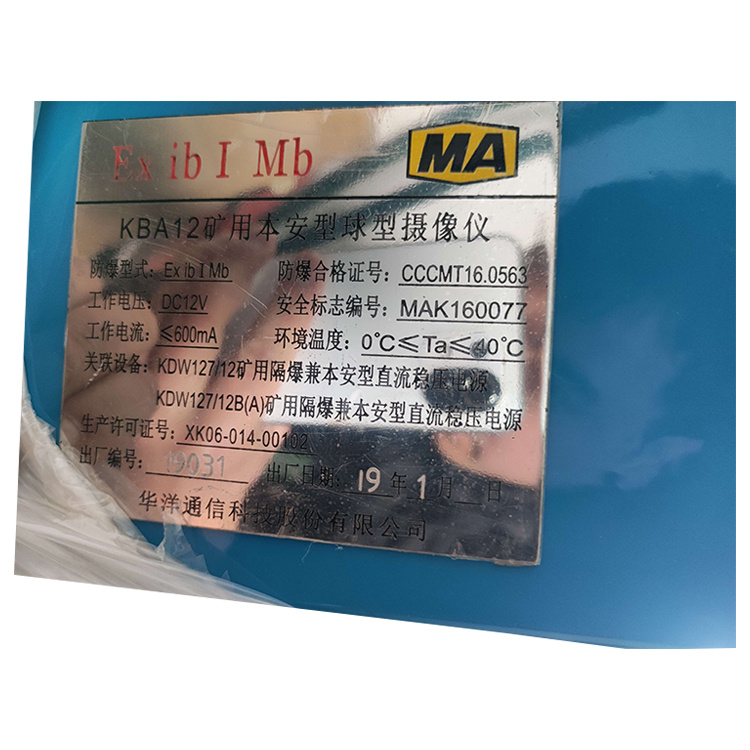 Ex ib I Mb MA
KBA12矿用本安型球型摄像仪
防爆型式: Ex ib I Mb 防爆合格证号: CCCMT16.0563
工作电压: DC12V 安全标志编号: MAK160077
工作电流: ≤600mA 环境温度: 0℃≤Ta≤40℃
关联设备: KDW127/12矿用隔爆兼本安型直流稳压电源
KDW127/12B(A)矿用隔爆兼本安型直流稳压电源
生产许可证号: XK06-014-00102
出厂编号: 19031 出厂日期: 19 年 1 月 日
华洋通信科技股份有限公司